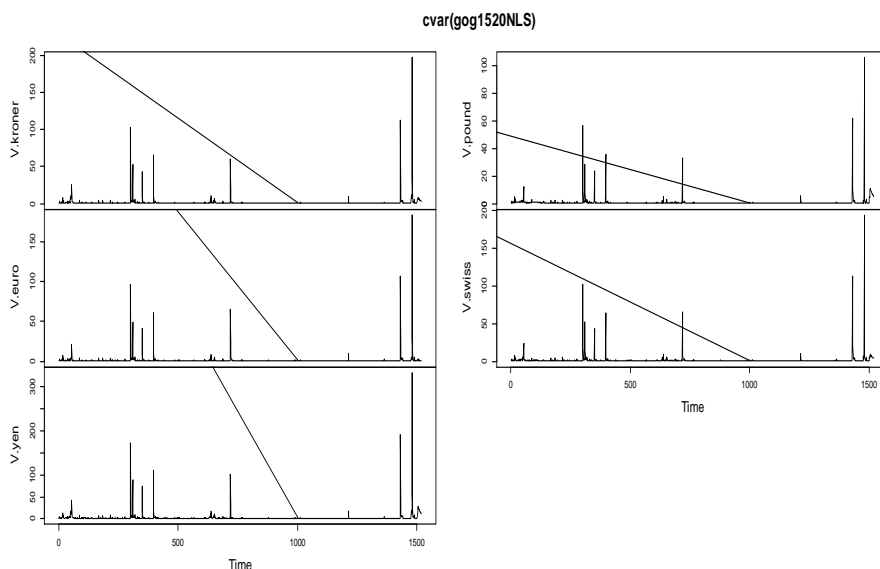 cvar(gog1520NLS)
V.kroner
0 50 100 150 200
V.euro
0 50 100 150
V.yen
0 50 100 200 300
0 500 1000 1500
Time
V.pound
0 20 40 60 80 100
V.swiss
0 50 100 150 200
0 500 1000 1500
Time